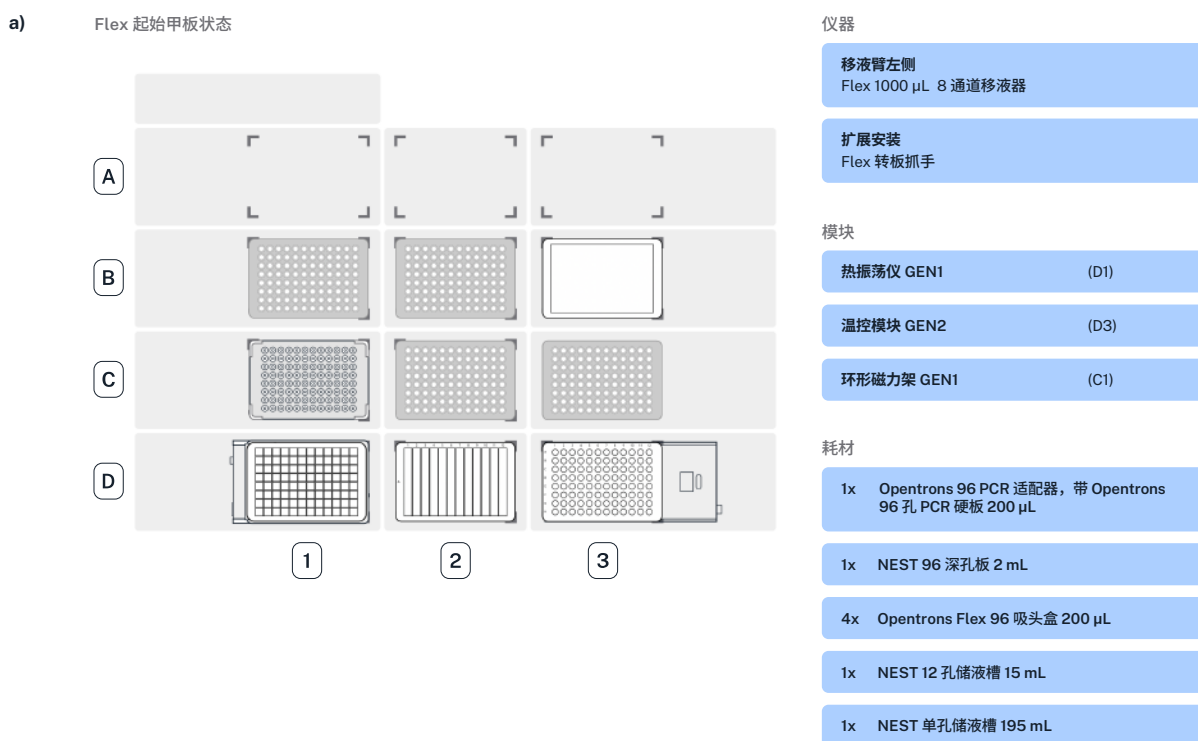 a)
Flex 起始甲板状态
A
B
C
D
1
2
3
仪器
移液臂左侧
Flex 1000 µL 8 通道移液器
扩展安装
Flex 转板抓手
模块
热振荡仪 GEN1 (D1)
温控模块 GEN2 (D3)
环形磁力架 GEN1 (C1)
耗材
1x Opentrons 96 PCR 适配器，带 Opentrons
96 孔 PCR 硬板 200 µL
1x NEST 96 深孔板 2 mL
4x Opentrons Flex 96 吸头盒 200 µL
1x NEST 12 孔储液槽 15 mL
1x NEST 单孔储液槽 195 mL